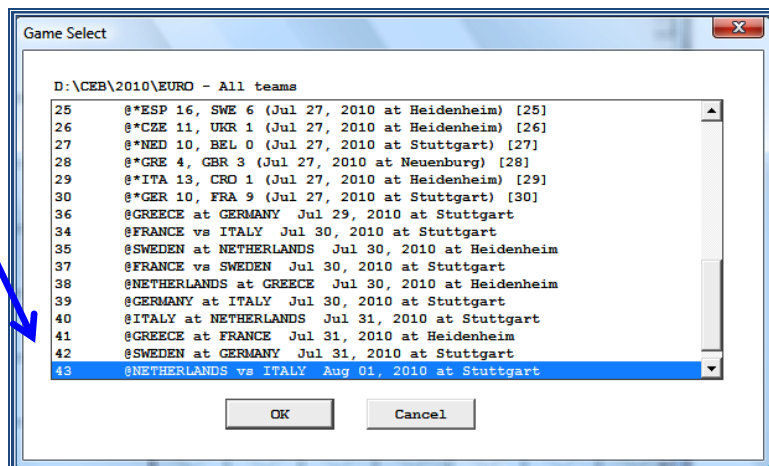 Game Select
D:\CEB\2010\EURO - All teams
25 @*ESP 16, SWE 6 (Jul 27, 2010 at Heidenheim) [25]
26 @*CZE 11, UKR 1 (Jul 27, 2010 at Heidenheim) [26]
27 @*NED 10, BEL 0 (Jul 27, 2010 at Stuttgart) [27]
28 @*GRE 4, GBR 3 (Jul 27, 2010 at Neuenburg) [28]
29 @*ITA 13, CRO 1 (Jul 27, 2010 at Heidenheim) [29]
30 @*GER 10, FRA 9 (Jul 27, 2010 at Stuttgart) [30]
36 @GREECE at GERMANY Jul 29, 2010 at Stuttgart
34 @FRANCE vs ITALY Jul 30, 2010 at Stuttgart
35 @SWEDEN at NETHERLANDS Jul 30, 2010 at Heidenheim
37 @FRANCE vs SWEDEN Jul 30, 2010 at Stuttgart
38 @NETHERLANDS at GREECE Jul 30, 2010 at Heidenheim
39 @GERMANY at ITALY Jul 30, 2010 at Stuttgart
40 @ITALY at NETHERLANDS Jul 31, 2010 at Stuttgart
41 @GREECE at FRANCE Jul 31, 2010 at Heidenheim
42 @SWEDEN at GERMANY Jul 31, 2010 at Stuttgart
43 @NETHERLANDS vs ITALY Aug 01, 2010 at Stuttgart
OK Cancel